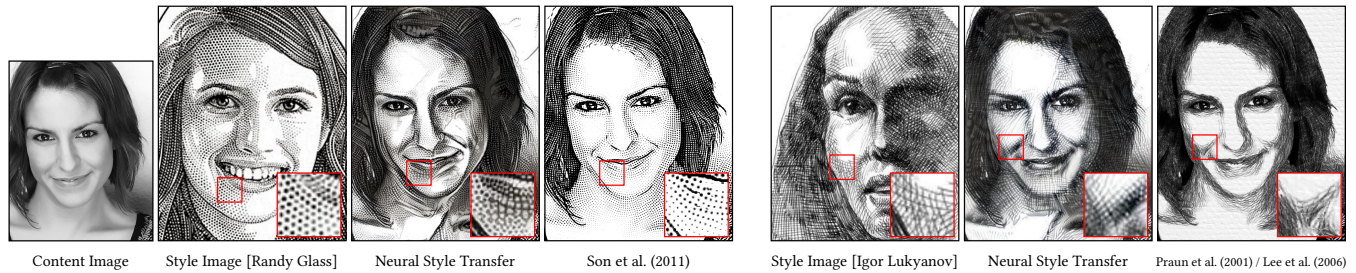 Content Image
Style Image [Randy Glass]
Neural Style Transfer
Son et al. (2011)
Style Image [Igor Lukyanov]
Neural Style Transfer
Praun et al. (2001) / Lee et al. (2006)